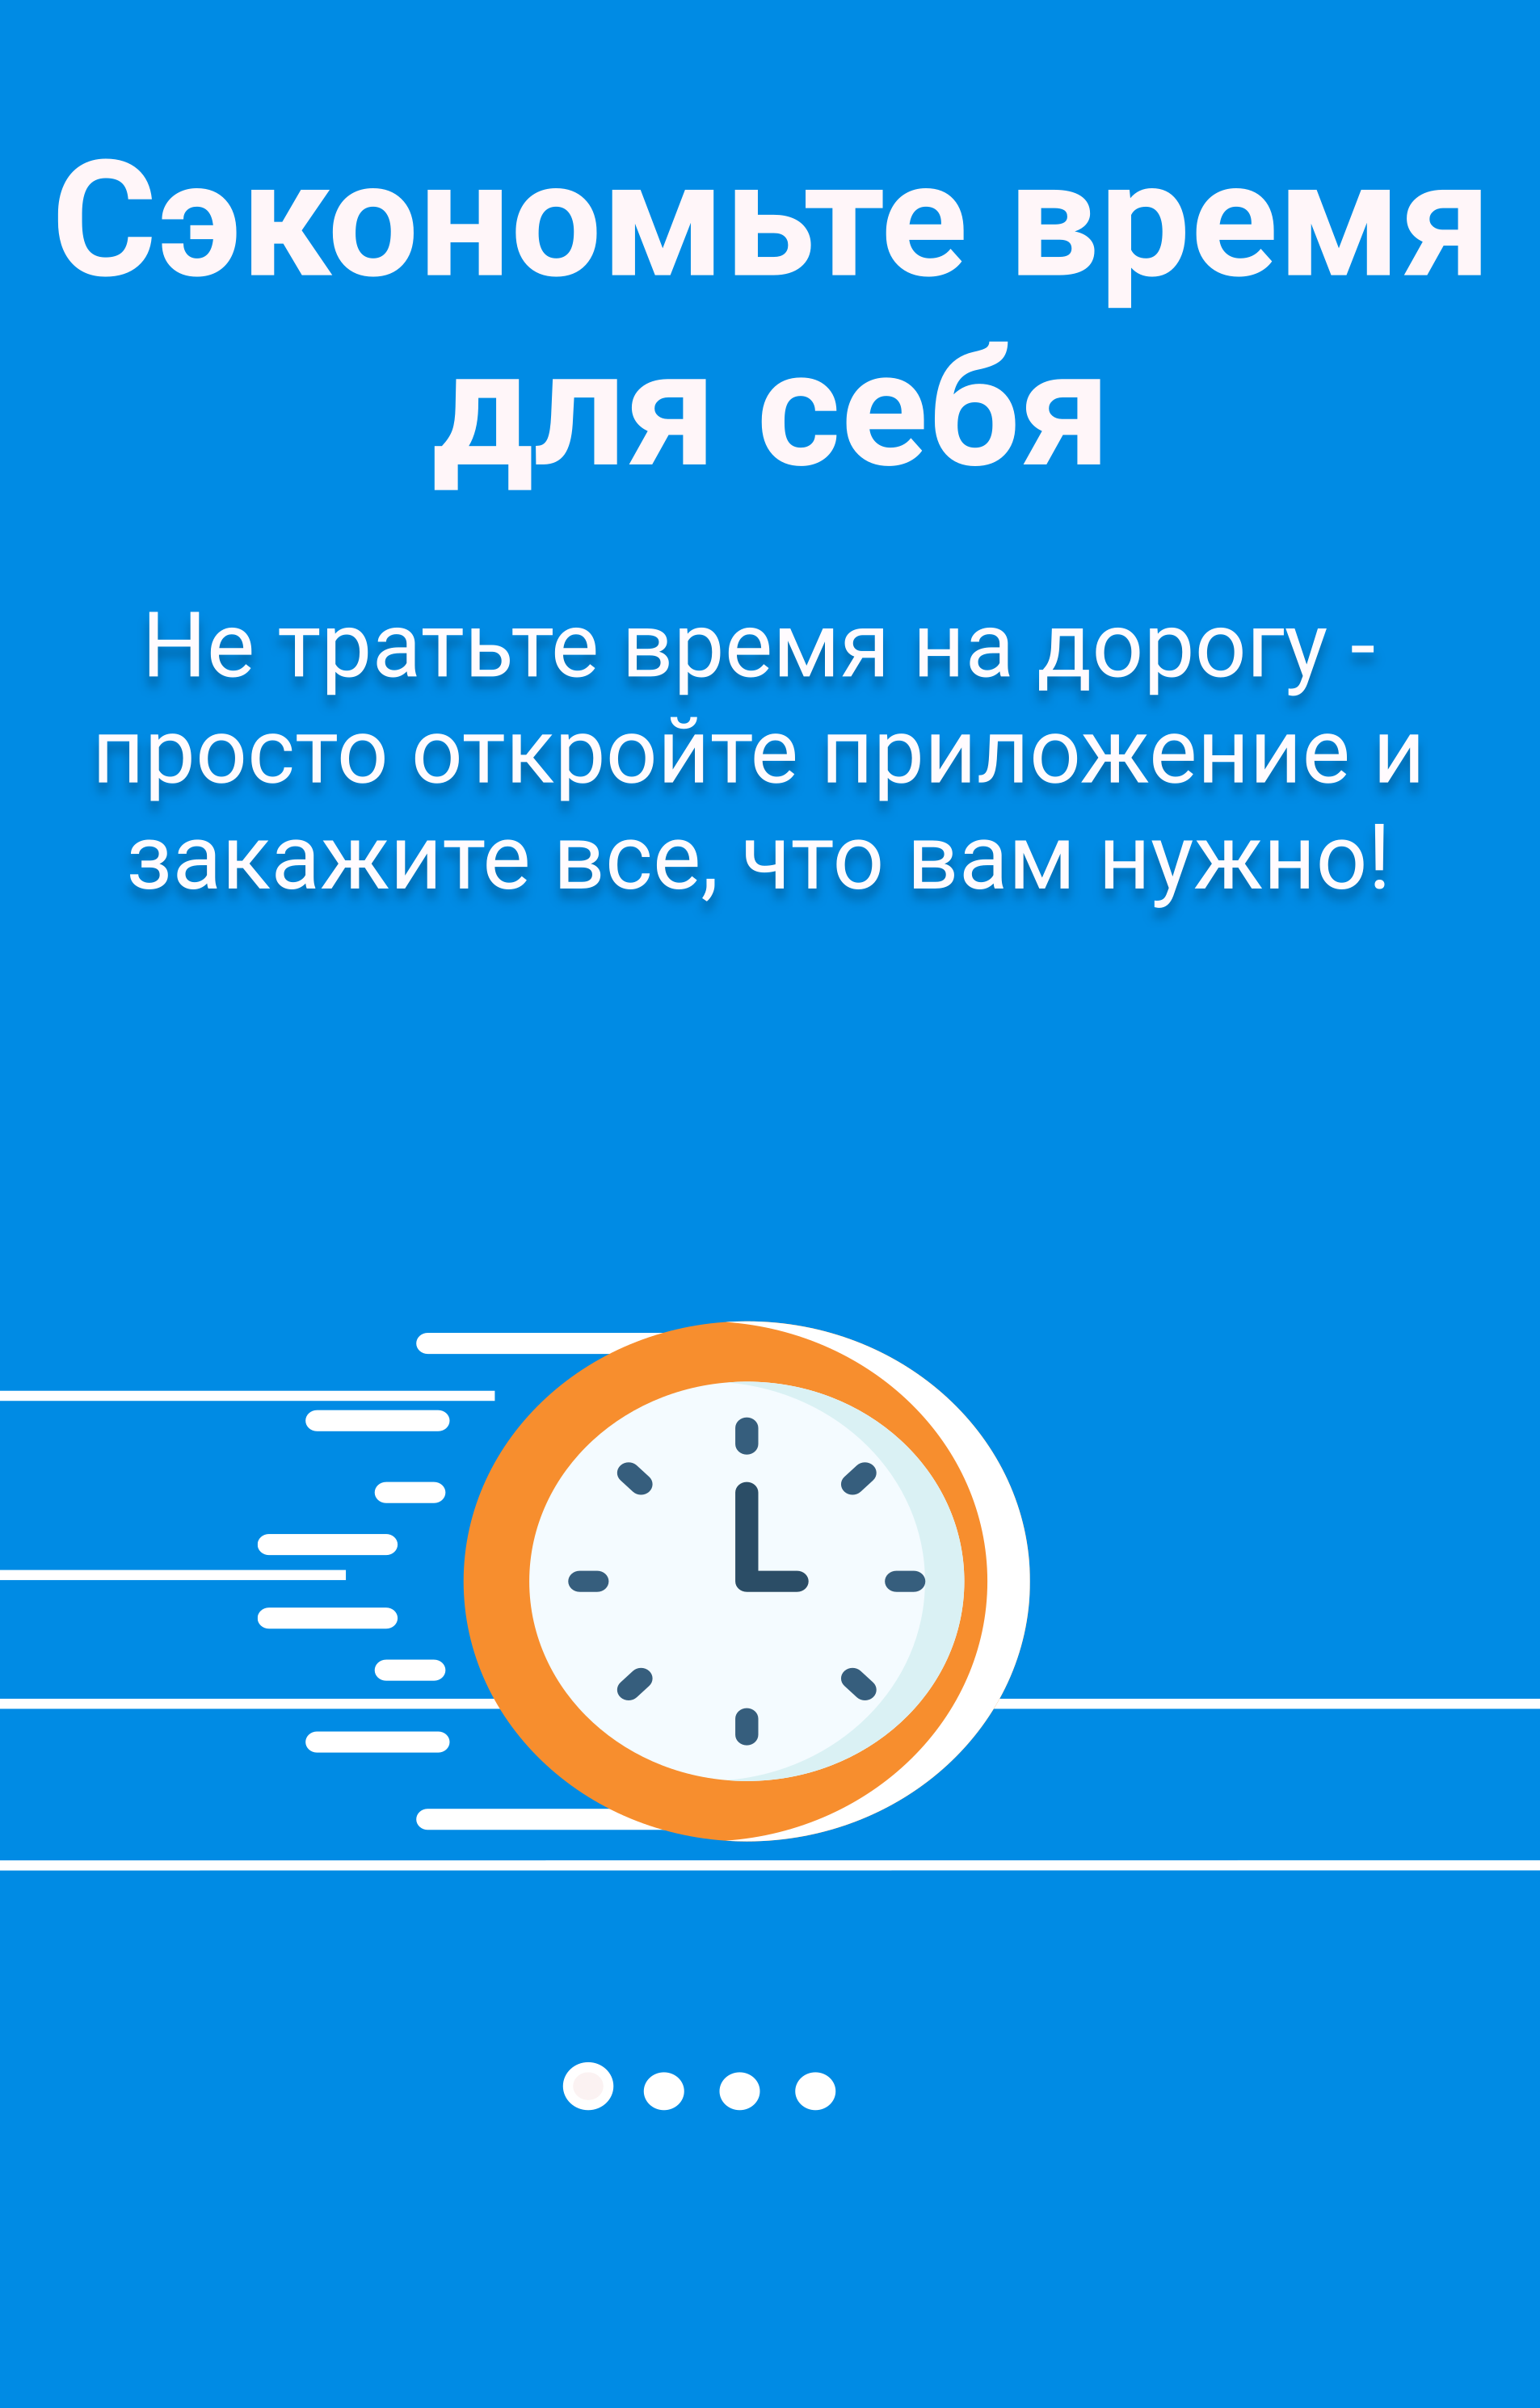 Сэкономьте время
для себя
Не тратьте время на дорогу -
просто откройте приложение и
закажите все, что вам нужно!